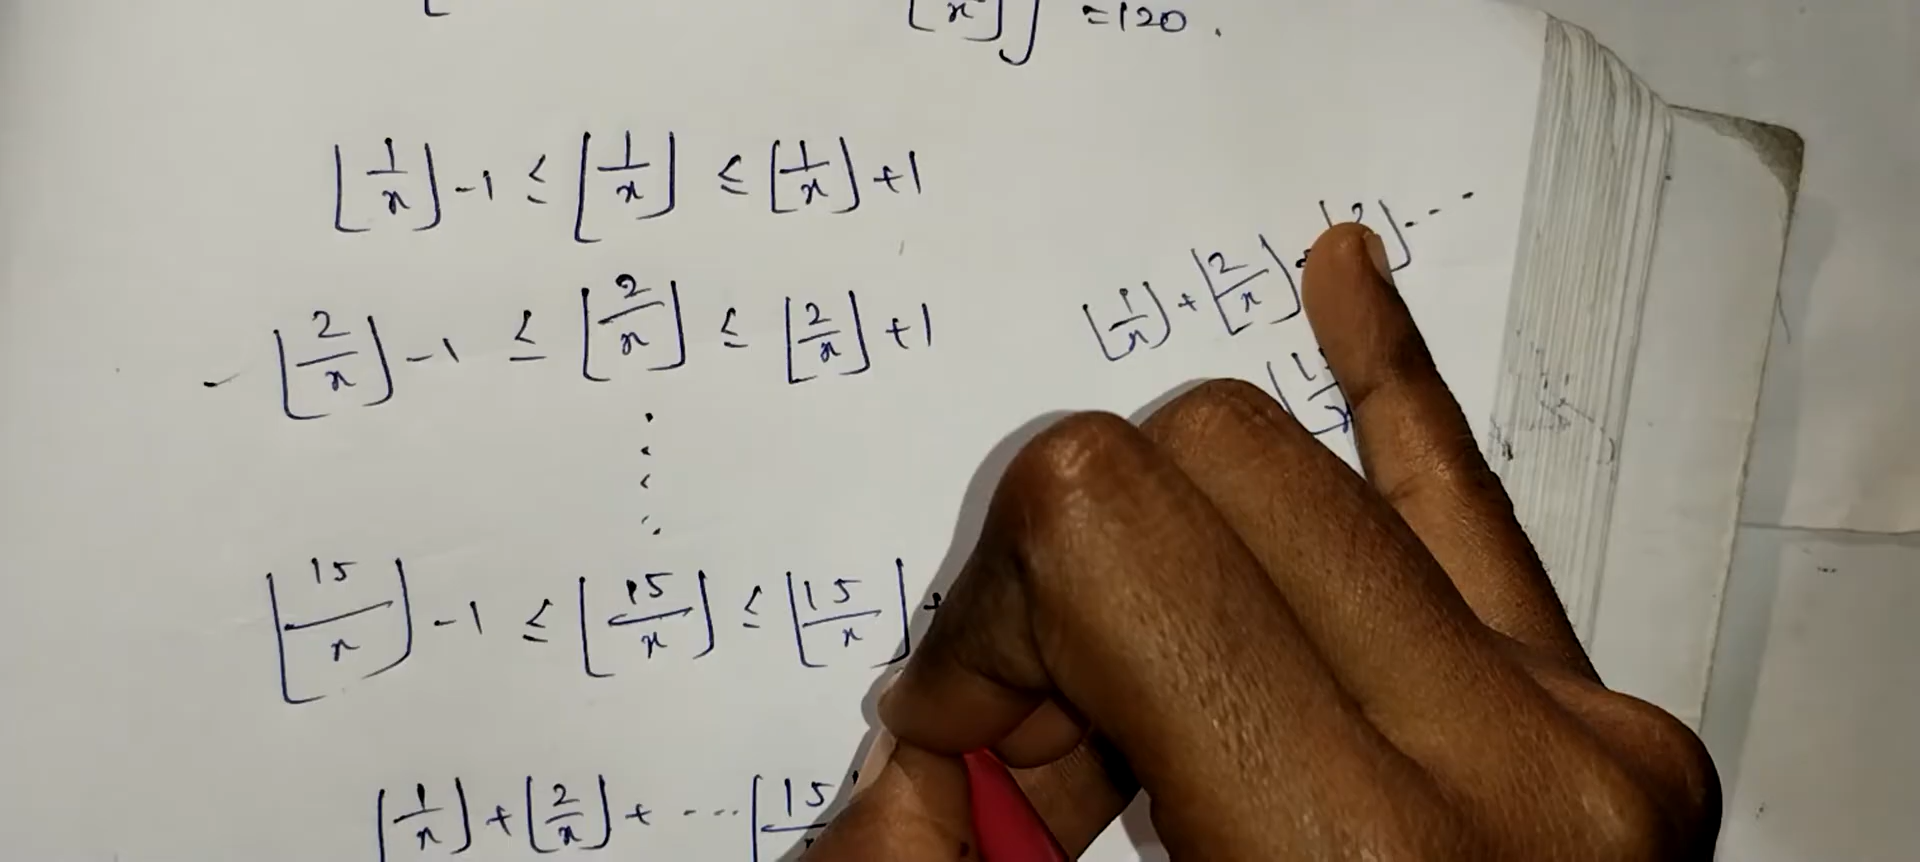 ⌊x⌋] = 120.
⌊1/x⌋ - 1 ≤ ⌊1/x⌋ ≤ ⌊1/x⌋ + 1
- ⌊2/x⌋ - 1 ≤ ⌊2/x⌋ ≤ ⌊2/x⌋ + 1
⌊1/x⌋ + ⌊2/x⌋ + ...
⌊15/x⌋ - 1 ≤ ⌊15/x⌋ ≤ ⌊15/x⌋ +
⌊1/x⌋ + ⌊2/x⌋ + ... ⌊15